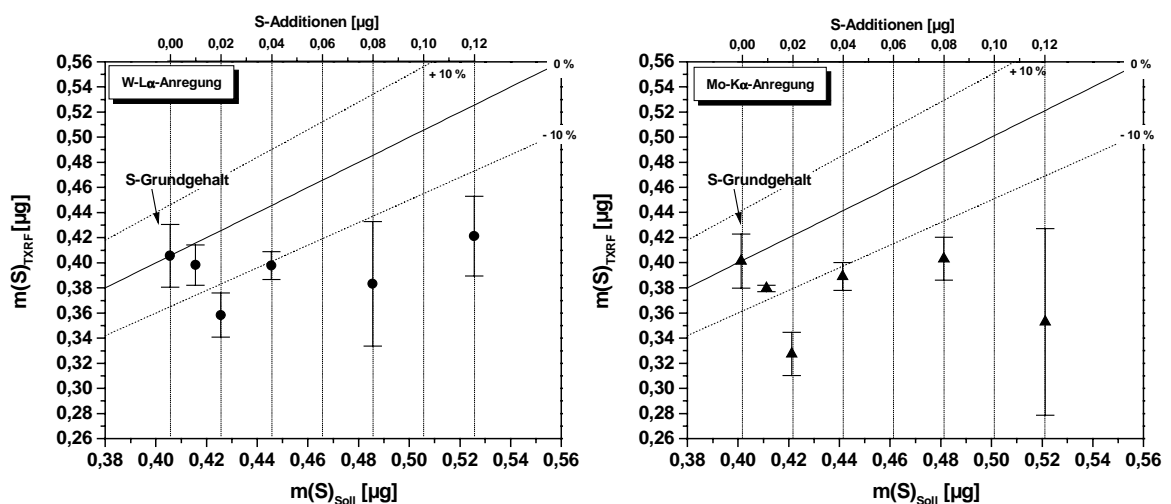 S-Additionen [µg]
0,00 0,02 0,04 0,06 0,08 0,10 0,12
W-Lα-Anregung
+ 10 %
0 %
- 10 %
S-Grundgehalt
m(S)TXRF [µg]
0,56
0,54
0,52
0,50
0,48
0,46
0,44
0,42
0,40
0,38
0,36
0,34
0,32
0,30
0,28
0,26
0,38 0,40 0,42 0,44 0,46 0,48 0,50 0,52 0,54 0,56
m(S)Soll [µg]
S-Additionen [µg]
0,00 0,02 0,04 0,06 0,08 0,10 0,12
Mo-Kα-Anregung
+ 10 %
0 %
- 10 %
S-Grundgehalt
m(S)TXRF [µg]
0,56
0,54
0,52
0,50
0,48
0,46
0,44
0,42
0,40
0,38
0,36
0,34
0,32
0,30
0,28
0,26
0,38 0,40 0,42 0,44 0,46 0,48 0,50 0,52 0,54 0,56
m(S)Soll [µg]